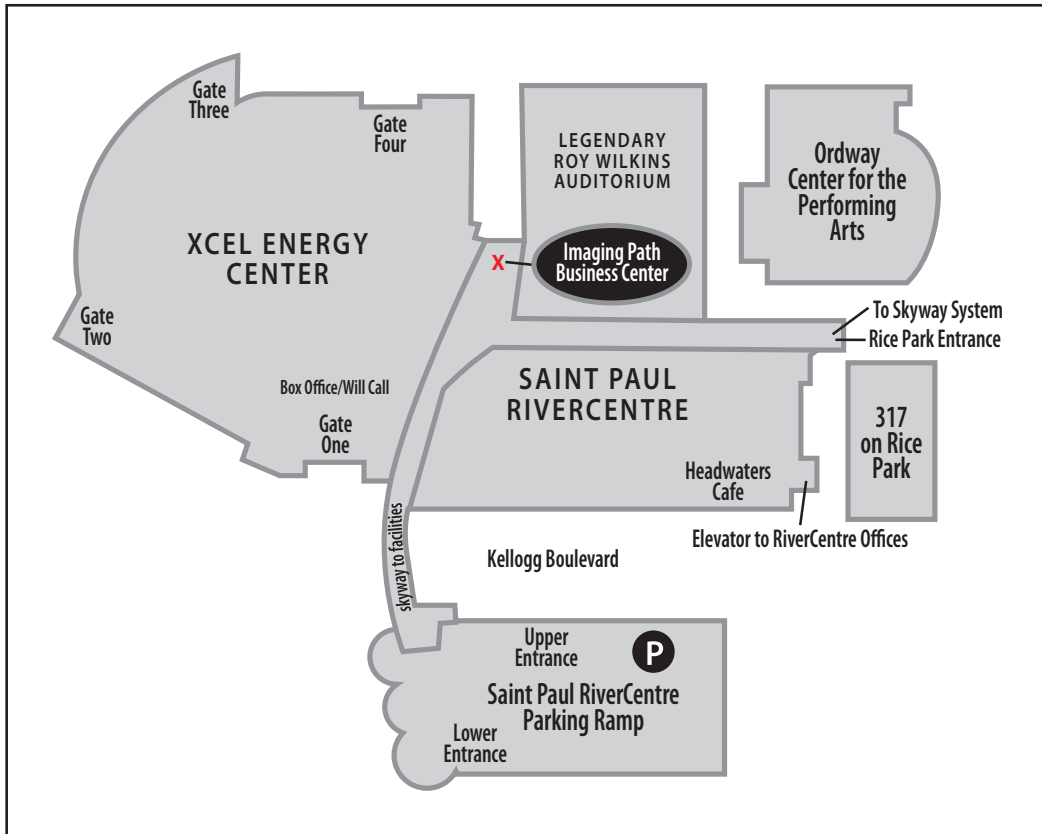 Gate
Three
Gate
Four
LEGENDARY
ROY WILKINS
AUDITORIUM
Ordway
Center for the
Performing
Arts
XCEL ENERGY
CENTER
X
Imaging Path
Business Center
Gate
Two
To Skyway System
Rice Park Entrance
Box Office/Will Call
Gate
One
SAINT PAUL
RIVERCENTRE
317
on Rice
Park
Headwaters
Cafe
Elevator to RiverCentre Offices
skyway to facilities
Kellogg Boulevard
Upper
Entrance
P
Saint Paul RiverCentre
Parking Ramp
Lower
Entrance